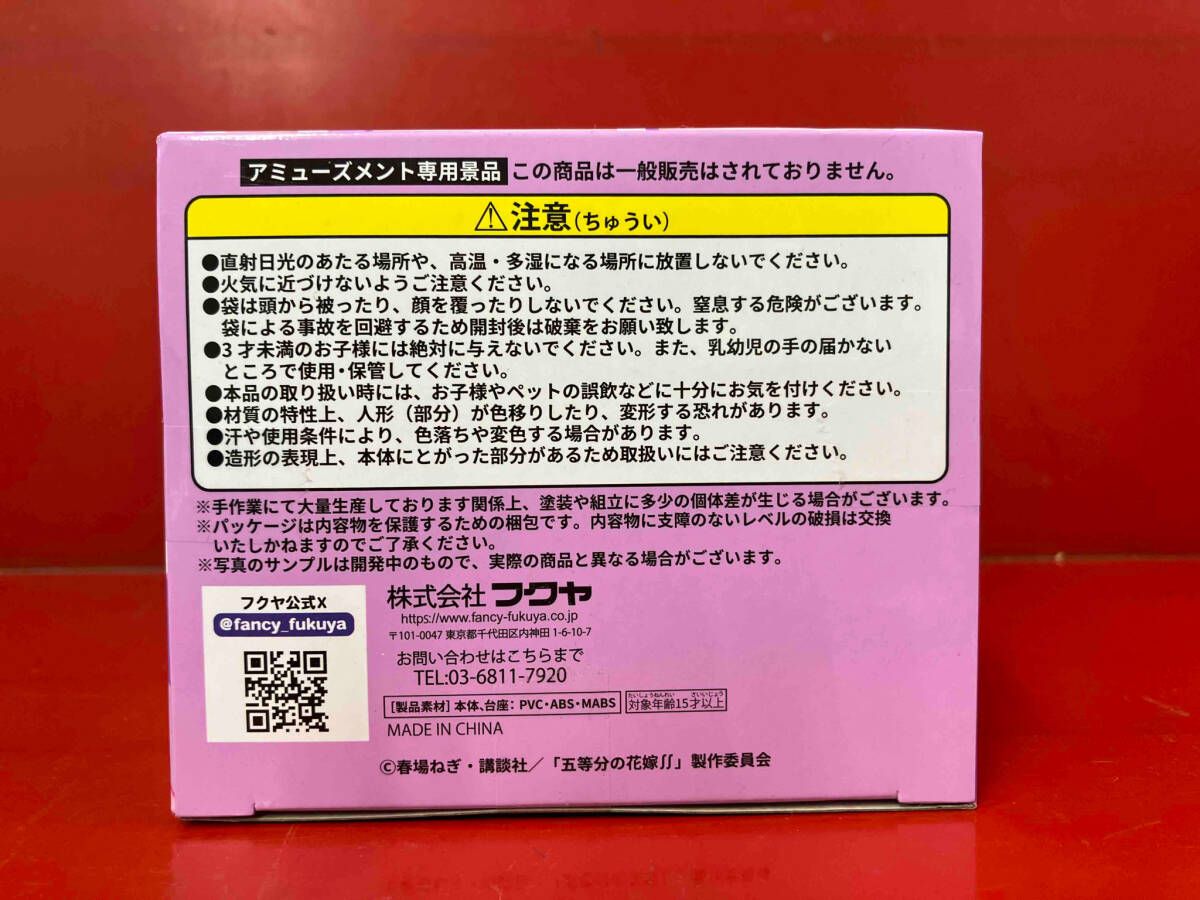 アミューズメント専用景品 この商品は一般販売はされておりません。
⚠注意(ちゅうい)
●直射日光のあたる場所や、高温・多湿になる場所に放置しないでください。
●火気に近づけないようご注意ください。
●袋は頭から被ったり、顔を覆ったりしないでください。窒息する危険がございます。
袋による事故を回避するため開封後は破棄をお願い致します。
●3才未満のお子様には絶対に与えないでください。また、乳幼児の手の届かない
ところで使用・保管してください。
●本品の取り扱い時には、お子様やペットの誤飲などに十分にお気を付けください。
●材質の特性上、人形（部分）が色移りしたり、変形する恐れがあります。
●汗や使用条件により、色落ちや変色する場合があります。
●造形の表現上、本体にとがった部分があるため取扱いにはご注意ください。
※手作業にて大量生産しております関係上、塗装や組立に多少の個体差が生じる場合がございます。
※パッケージは内容物を保護するための梱包です。内容物に支障のないレベルの破損は交換
いたしかねますのでご了承ください。
※写真のサンプルは開発中のもので、実際の商品と異なる場合がございます。
フクヤ公式X
@fancy_fukuya
株式会社 フクヤ
https://www.fancy-fukuya.co.jp
〒101-0047 東京都千代田区内神田 1-6-10-7
お問い合わせはこちらまで
TEL:03-6811-7920
[製品素材] 本体、台座：PVC・ABS・MABS
たいしょうねんれい さいいじょう
対象年齢15才以上
MADE IN CHINA
©春場ねぎ・講談社／「五等分の花嫁∬」製作委員会